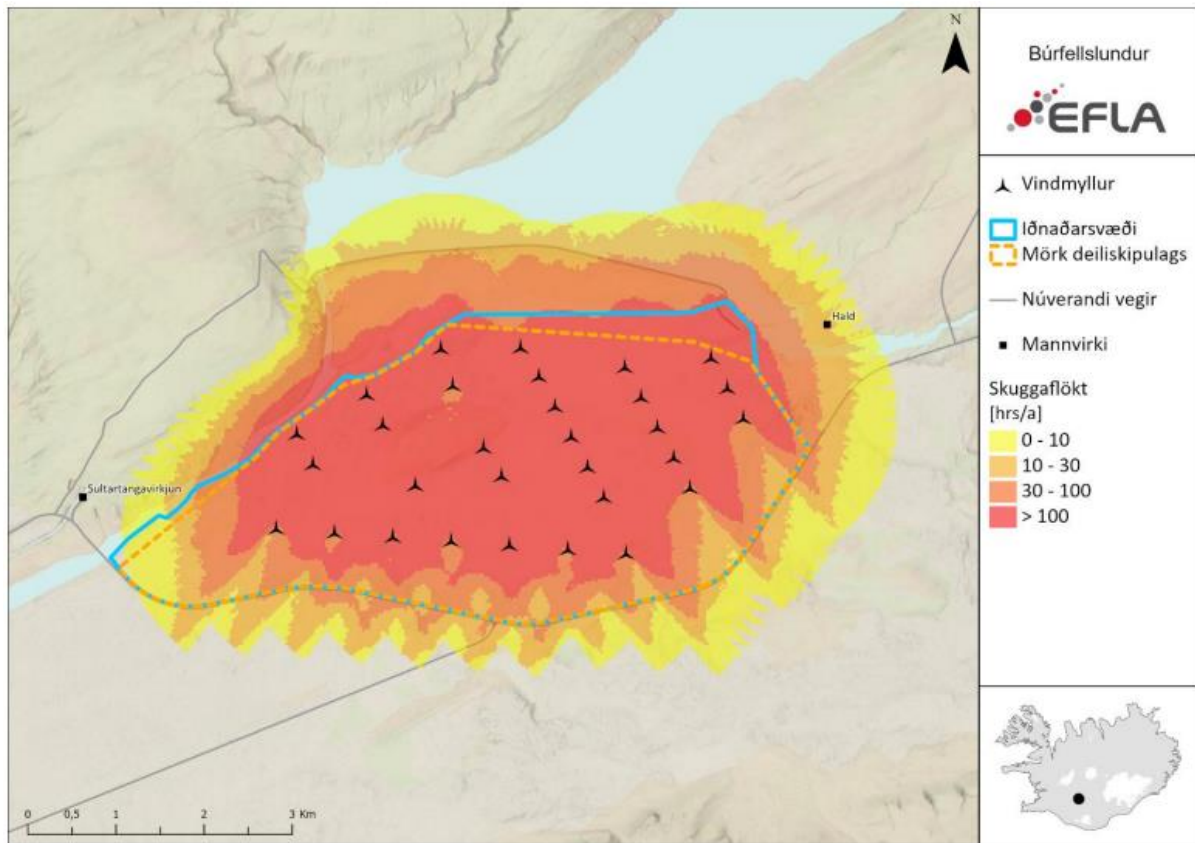 N
Hald
Sultartangavirkjun
0 0,5 1 2 3 Km
Búrfellslundur
EFLA
Vindmyllur
Iðnaðarsvæði
Mörk deiliskipulags
Núverandi vegir
Mannvirki
Skuggaflökt
[hrs/a]
0 - 10
10 - 30
30 - 100
> 100